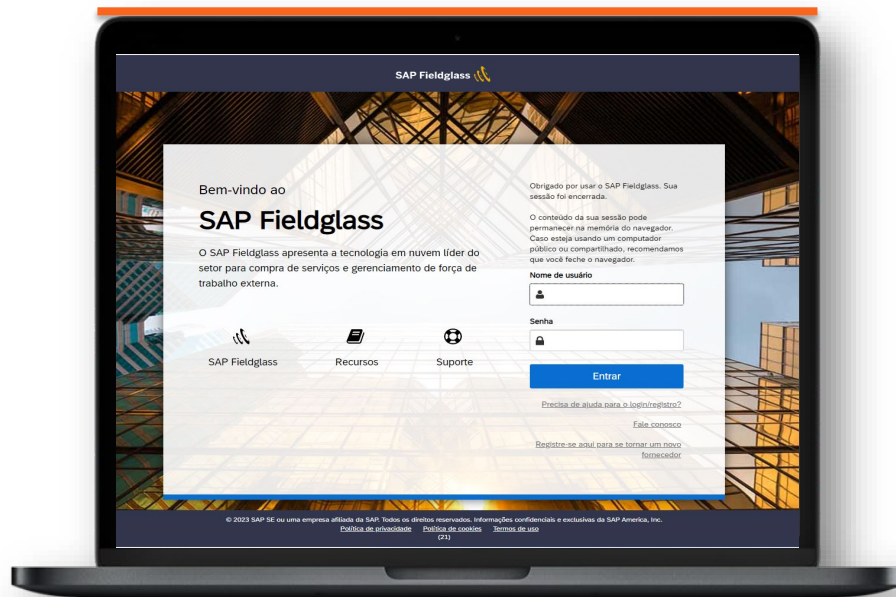 SAP Fieldglass
Bem-vindo ao
SAP Fieldglass
O SAP Fieldglass apresenta a tecnologia em nuvem líder do
setor para compra de serviços e gerenciamento de força de
trabalho externa.
SAP Fieldglass
Recursos
Suporte
Obrigado por usar o SAP Fieldglass. Sua
sessão foi encerrada.
O conteúdo da sua sessão pode
permanecer na memória do navegador.
Caso esteja usando um computador
público ou compartilhado, recomendamos
que você feche o navegador.
Nome de usuário
Senha
Entrar
Precisa de ajuda para o login/registro?
Fale conosco
Registre-se aqui para se tornar um novo
fornecedor
© 2023 SAP SE ou uma empresa afiliada da SAP. Todos os direitos reservados. Informações confidenciais e exclusivas da SAP America, Inc.
Política de privacidade Política de cookies Termos de uso
(21)